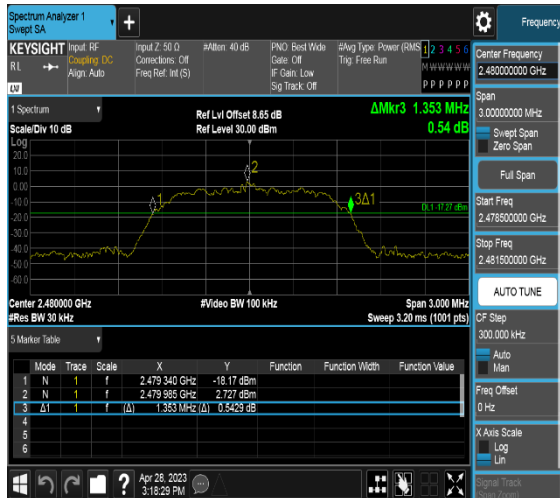 Spectrum Analyzer 1
Swept SA
+
Frequency
KEYSIGHT
RL
Input: RF
Coupling: DC
Align: Auto
Input Z: 50 Ω
Corrections: Off
Freq Ref: Int (S)
#Atten: 40 dB
PNO: Best Wide
Gate: Off
IF Gain: Low
Sig Track: Off
#Avg Type: Power (RMS
Trig: Free Run
1 2 3 4 5 6
M W W W W W
P P P P P P
LW
1 Spectrum
Scale/Div 10 dB
Ref Lvl Offset 8.65 dB
Ref Level 30.00 dBm
ΔMkr3 1.353 MHz
0.54 dB
Log
20.0
10.0
0.00
-10.0
-20.0
-30.0
-40.0
-50.0
-60.0
1
2
3Δ1
DL1 -17.27 dBm
Center 2.480000 GHz
#Res BW 30 kHz
#Video BW 100 kHz
Span 3.000 MHz
Sweep 3.20 ms (1001 pts)
5 Marker Table
Mode Trace Scale X Y Function Function Width Function Value
1 N 1 f 2.479 340 GHz -18.17 dBm
2 N 1 f 2.479 985 GHz 2.727 dBm
3 Δ1 1 f (Δ) 1.353 MHz (Δ) 0.5429 dB
4
5
6
Apr 28, 2023
3:18:29 PM
?
Center Frequency
2.480000000 GHz
Span
3.00000000 MHz
Swept Span
Zero Span
Full Span
Start Freq
2.478500000 GHz
Stop Freq
2.481500000 GHz
AUTO TUNE
CF Step
300.000 kHz
Auto
Man
Freq Offset
0 Hz
X Axis Scale
Log
Lin
Signal Track
(Span Zoom)